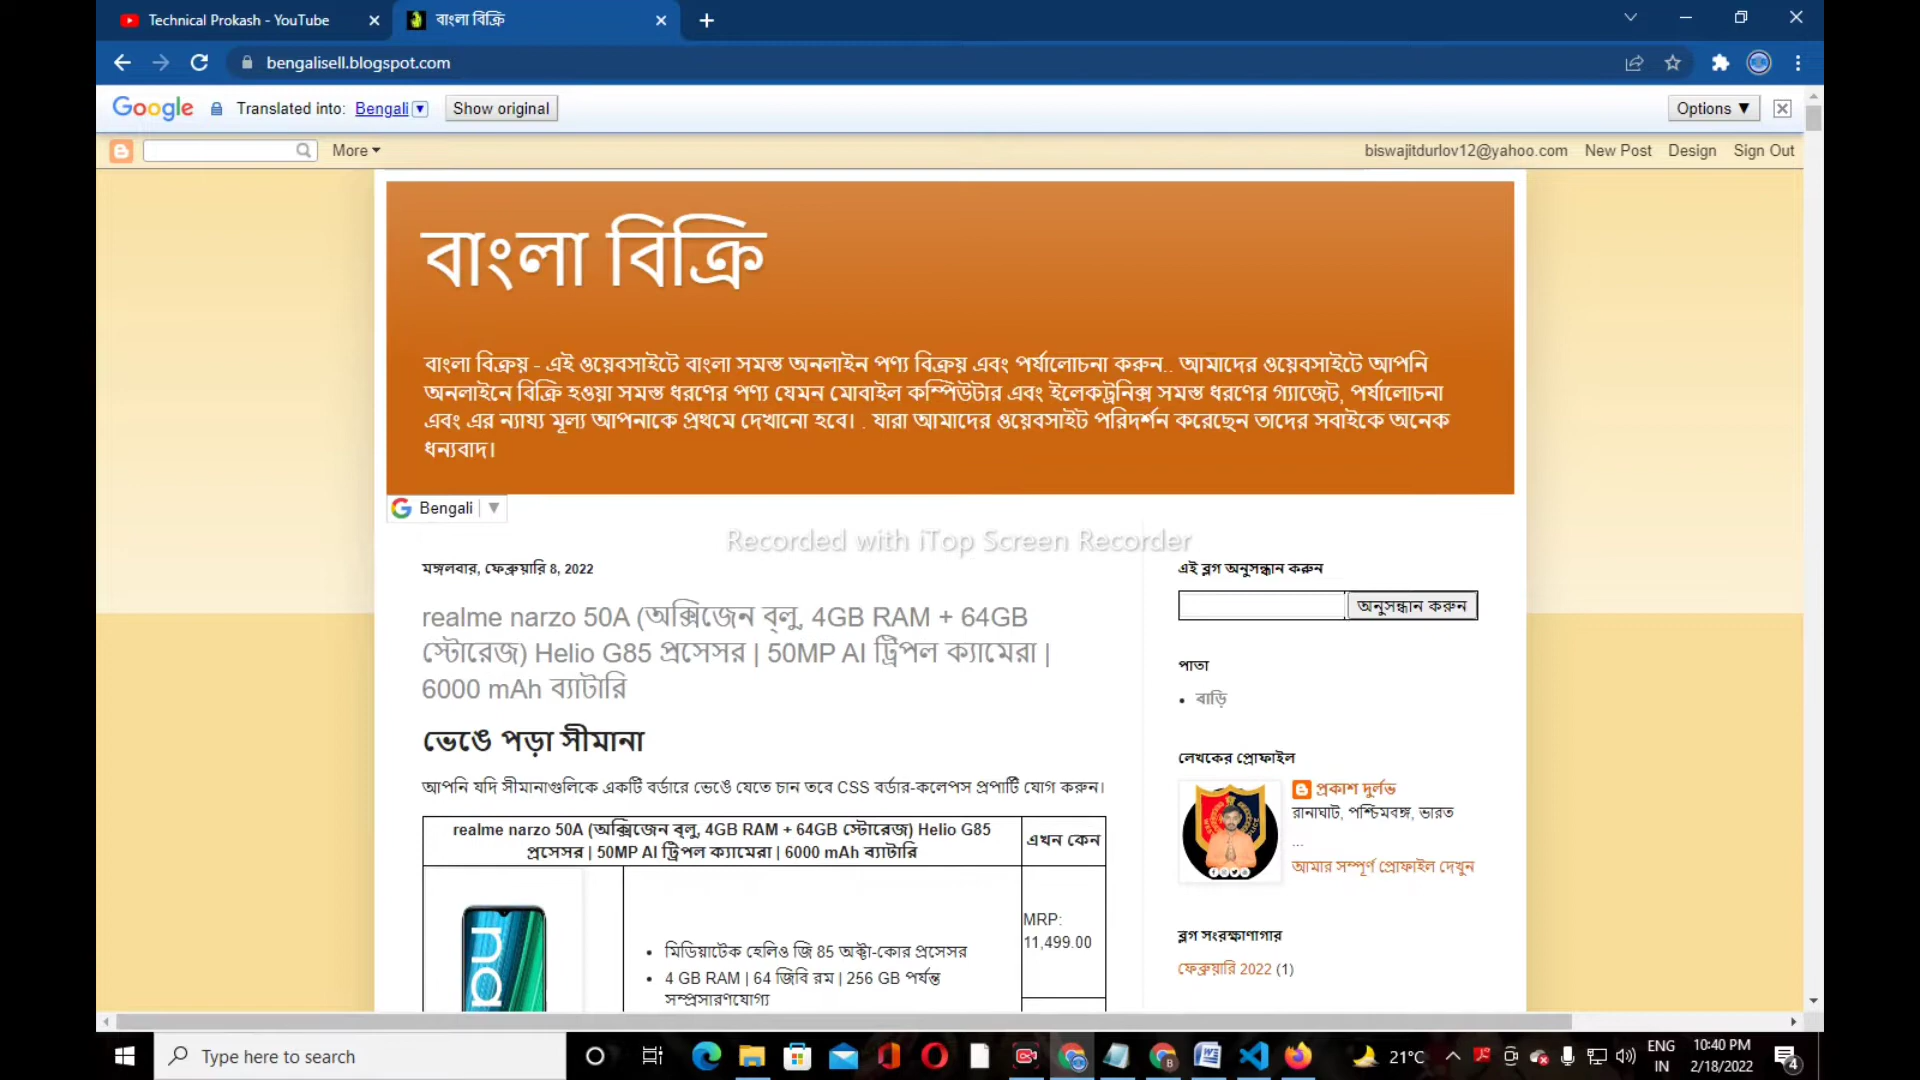 Technical Prokash - YouTube
বাংলা বিক্রি
bengalisell.blogspot.com
Google Translated into: Bengali Show original Options ▼
More
biswajitdurlov12@yahoo.com New Post Design Sign Out
বাংলা বিক্রি
বাংলা বিক্রয় - এই ওয়েবসাইটে বাংলা সমস্ত অনলাইন পণ্য বিক্রয় এবং পর্যালোচনা করুন.. আমাদের ওয়েবসাইটে আপনি
অনলাইনে বিক্রি হওয়া সমস্ত ধরণের পণ্য যেমন মোবাইল কম্পিউটার এবং ইলেকট্রনিক্স সমস্ত ধরণের গ্যাজেট, পর্যালোচনা
এবং এর ন্যায্য মূল্য আপনাকে প্রথমে দেখানো হবে। . যারা আমাদের ওয়েবসাইট পরিদর্শন করেছেন তাদের সবাইকে অনেক
ধন্যবাদ।
Bengali
Recorded with iTop Screen Recorder
মঙ্গলবার, ফেব্রুয়ারি 8, 2022
realme narzo 50A (অক্সিজেন ব্লু, 4GB RAM + 64GB
স্টোরেজ) Helio G85 প্রসেসর | 50MP AI ট্রিপল ক্যামেরা |
6000 mAh ব্যাটারি
ভেঙে পড়া সীমানা
আপনি যদি সীমানাগুলিকে একটি বর্ডারে ভেঙে যেতে চান তবে CSS বর্ডার-কলেপস প্রপার্টি যোগ করুন।
realme narzo 50A (অক্সিজেন ব্লু, 4GB RAM + 64GB স্টোরেজ) Helio G85
প্রসেসর | 50MP AI ট্রিপল ক্যামেরা | 6000 mAh ব্যাটারি
এখন কেন
মিডিয়াটেক হেলিও জি 85 অক্টা-কোর প্রসেসর
4 GB RAM | 64 জিবি রম | 256 GB পর্যন্ত
সম্প্রসারণযোগ্য
MRP:
11,499.00
এই ব্লগ অনুসন্ধান করুন
অনুসন্ধান করুন
পাতা
বাড়ি
লেখকের প্রোফাইল
প্রকাশ দুর্লভ
রানাঘাট, পশ্চিমবঙ্গ, ভারত
...
আমার সম্পূর্ণ প্রোফাইল দেখুন
ব্লগ সংরক্ষাণাগার
ফেব্রুয়ারি 2022 (1)
Type here to search
21°C
ENG
IN
10:40 PM
2/18/2022
4